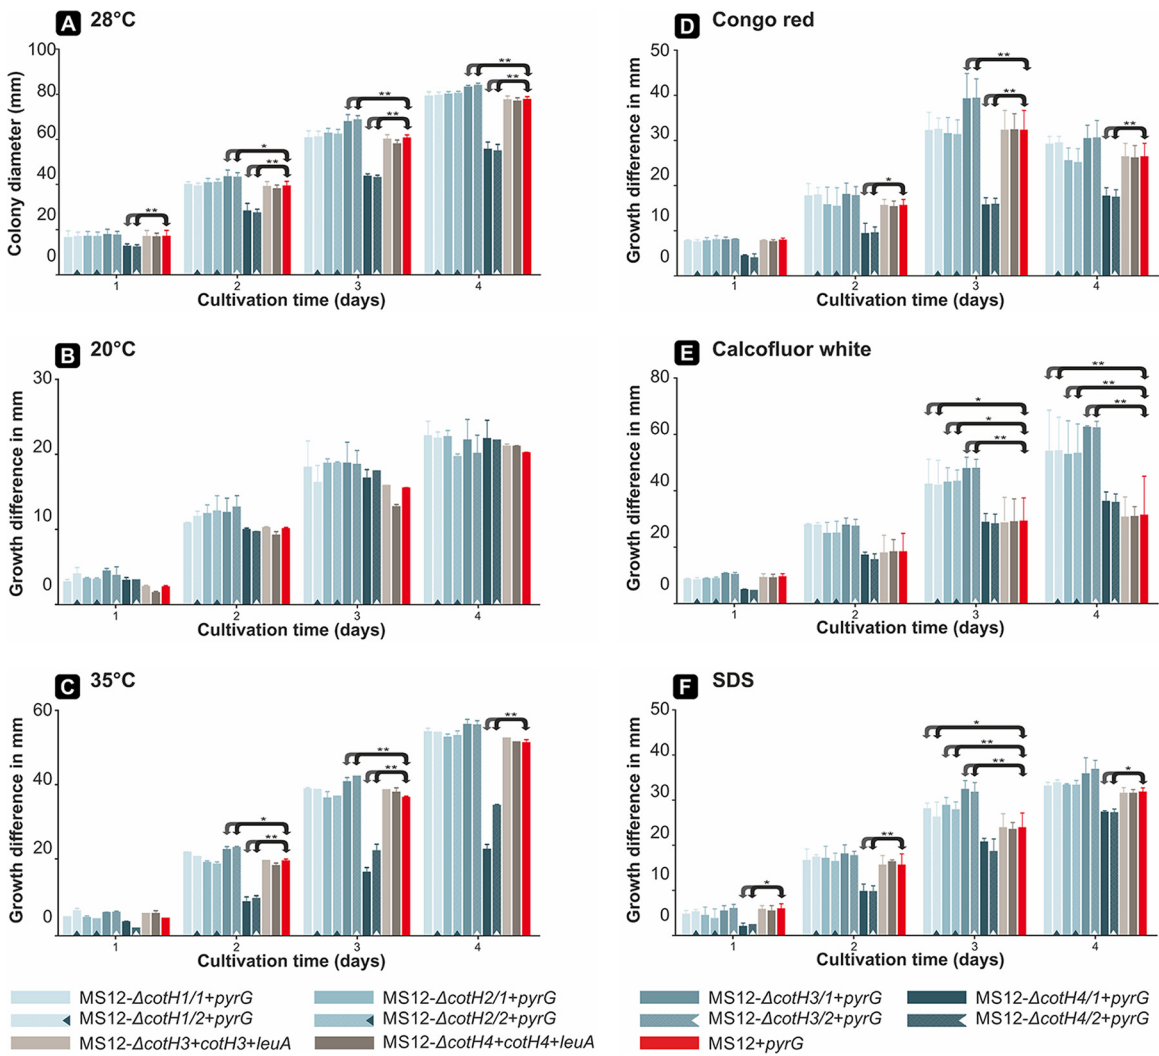 A 28°C
Colony diameter (mm)
100
80
60
40
20
0
** * ** ** ** ** **
1 2 3 4
Cultivation time (days)
B 20°C
Growth difference in mm
30
20
10
0
1 2 3 4
Cultivation time (days)
C 35°C
Growth difference in mm
60
40
20
0
* ** ** ** **
1 2 3 4
Cultivation time (days)
D Congo red
Growth difference in mm
50
40
30
20
10
0
* ** ** **
1 2 3 4
Cultivation time (days)
E Calcofluor white
Growth difference in mm
80
60
40
20
0
* * ** ** ** **
1 2 3 4
Cultivation time (days)
F SDS
Growth difference in mm
50
40
30
20
10
0
* ** * ** ** *
1 2 3 4
Cultivation time (days)
MS12-ΔcotH1/1+pyrG
MS12-ΔcotH1/2+pyrG
MS12-ΔcotH3+cotH3+leuA
MS12-ΔcotH2/1+pyrG
MS12-ΔcotH2/2+pyrG
MS12-ΔcotH4+cotH4+leuA
MS12-ΔcotH3/1+pyrG
MS12-ΔcotH3/2+pyrG
MS12+pyrG
MS12-ΔcotH4/1+pyrG
MS12-ΔcotH4/2+pyrG